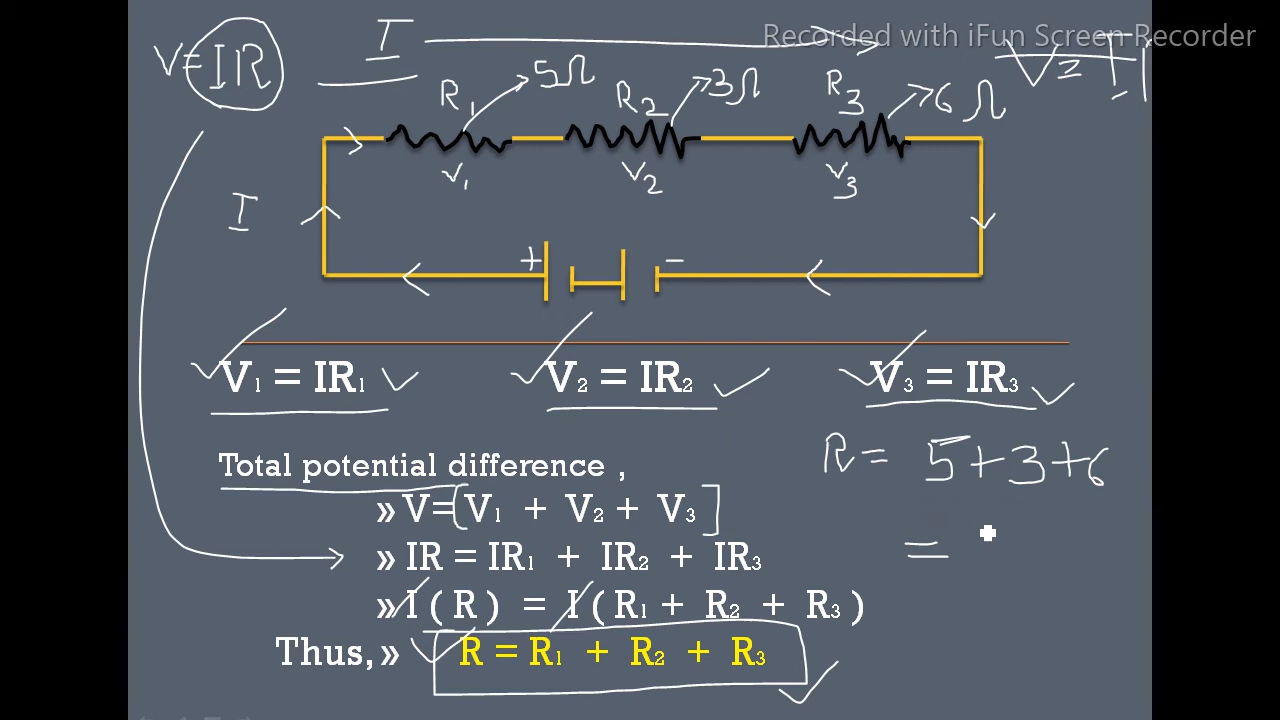 Recorded with iFun Screen Recorder
V=IR I V=
R1 5Ω R2 3Ω R3 6Ω
V1 V2 V3
I + −
V1 = IR1 V2 = IR2 V3 = IR3
R= 5+3+6
=
Total potential difference ,
» V=[V1 + V2 + V3]
» IR = IR1 + IR2 + IR3
» I ( R ) = I ( R1 + R2 + R3 )
Thus, » R = R1 + R2 + R3